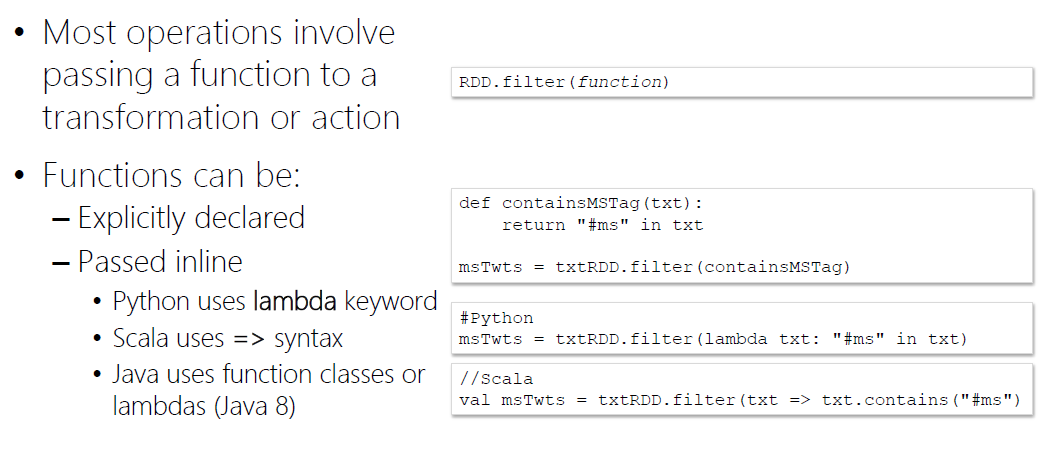 • Most operations involve
passing a function to a
transformation or action
RDD.filter(function)
• Functions can be:
– Explicitly declared
– Passed inline
• Python uses lambda keyword
• Scala uses => syntax
• Java uses function classes or
lambdas (Java 8)
def containsMSTag(txt):
    return "#ms" in txt
msTwts = txtRDD.filter(containsMSTag)
#Python
msTwts = txtRDD.filter(lambda txt: "#ms" in txt)
//Scala
val msTwts = txtRDD.filter(txt => txt.contains("#ms")